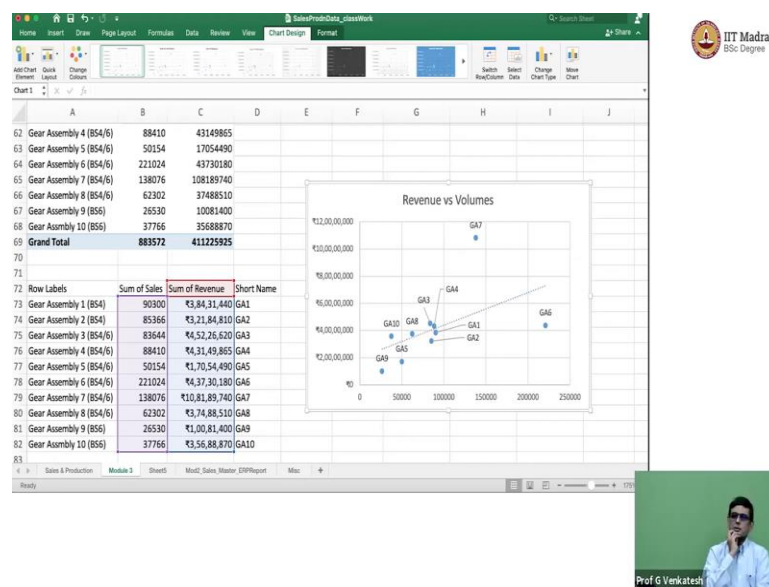 SalesProdnData_classWork
Search Sheet
Home Insert Draw Page Layout Formulas Data Review View Chart Design Format Share
Add Chart Element Quick Layout Change Colours Switch Row/Column Select Data Change Chart Type Move Chart
Chart 1 fx
A B C D E F G H I J
62 Gear Assembly 4 (BS4/6) 88410 43149865
63 Gear Assembly 5 (BS4/6) 50154 17054490
64 Gear Assembly 6 (BS4/6) 221024 43730180
65 Gear Assembly 7 (BS4/6) 138076 108189740
66 Gear Assembly 8 (BS4/6) 62302 37488510
67 Gear Assembly 9 (BS6) 26530 10081400
68 Gear Assmbly 10 (BS6) 37766 35688870
69 Grand Total 883572 411225925
70
71
72 Row Labels Sum of Sales Sum of Revenue Short Name
73 Gear Assembly 1 (BS4) 90300 ₹3,84,31,440 GA1
74 Gear Assembly 2 (BS4) 85366 ₹3,21,84,810 GA2
75 Gear Assembly 3 (BS4/6) 83644 ₹4,52,26,620 GA3
76 Gear Assembly 4 (BS4/6) 88410 ₹4,31,49,865 GA4
77 Gear Assembly 5 (BS4/6) 50154 ₹1,70,54,490 GA5
78 Gear Assembly 6 (BS4/6) 221024 ₹4,37,30,180 GA6
79 Gear Assembly 7 (BS4/6) 138076 ₹10,81,89,740 GA7
80 Gear Assembly 8 (BS4/6) 62302 ₹3,74,88,510 GA8
81 Gear Assembly 9 (BS6) 26530 ₹1,00,81,400 GA9
82 Gear Assmbly 10 (BS6) 37766 ₹3,56,88,870 GA10
83
Revenue vs Volumes
₹12,00,00,000
₹10,00,00,000
₹8,00,00,000
₹6,00,00,000
₹4,00,00,000
₹2,00,00,000
₹0
0 50000 100000 150000 200000 250000
GA7
GA4
GA3
GA6
GA10 GA8
GA1
GA2
GA5
GA9
Sales & Production Module 3 Sheet5 Mod2_Sales_Master_ERPReport Misc +
Ready
IIT Madra
BSc Degree
Prof G Venkatesh